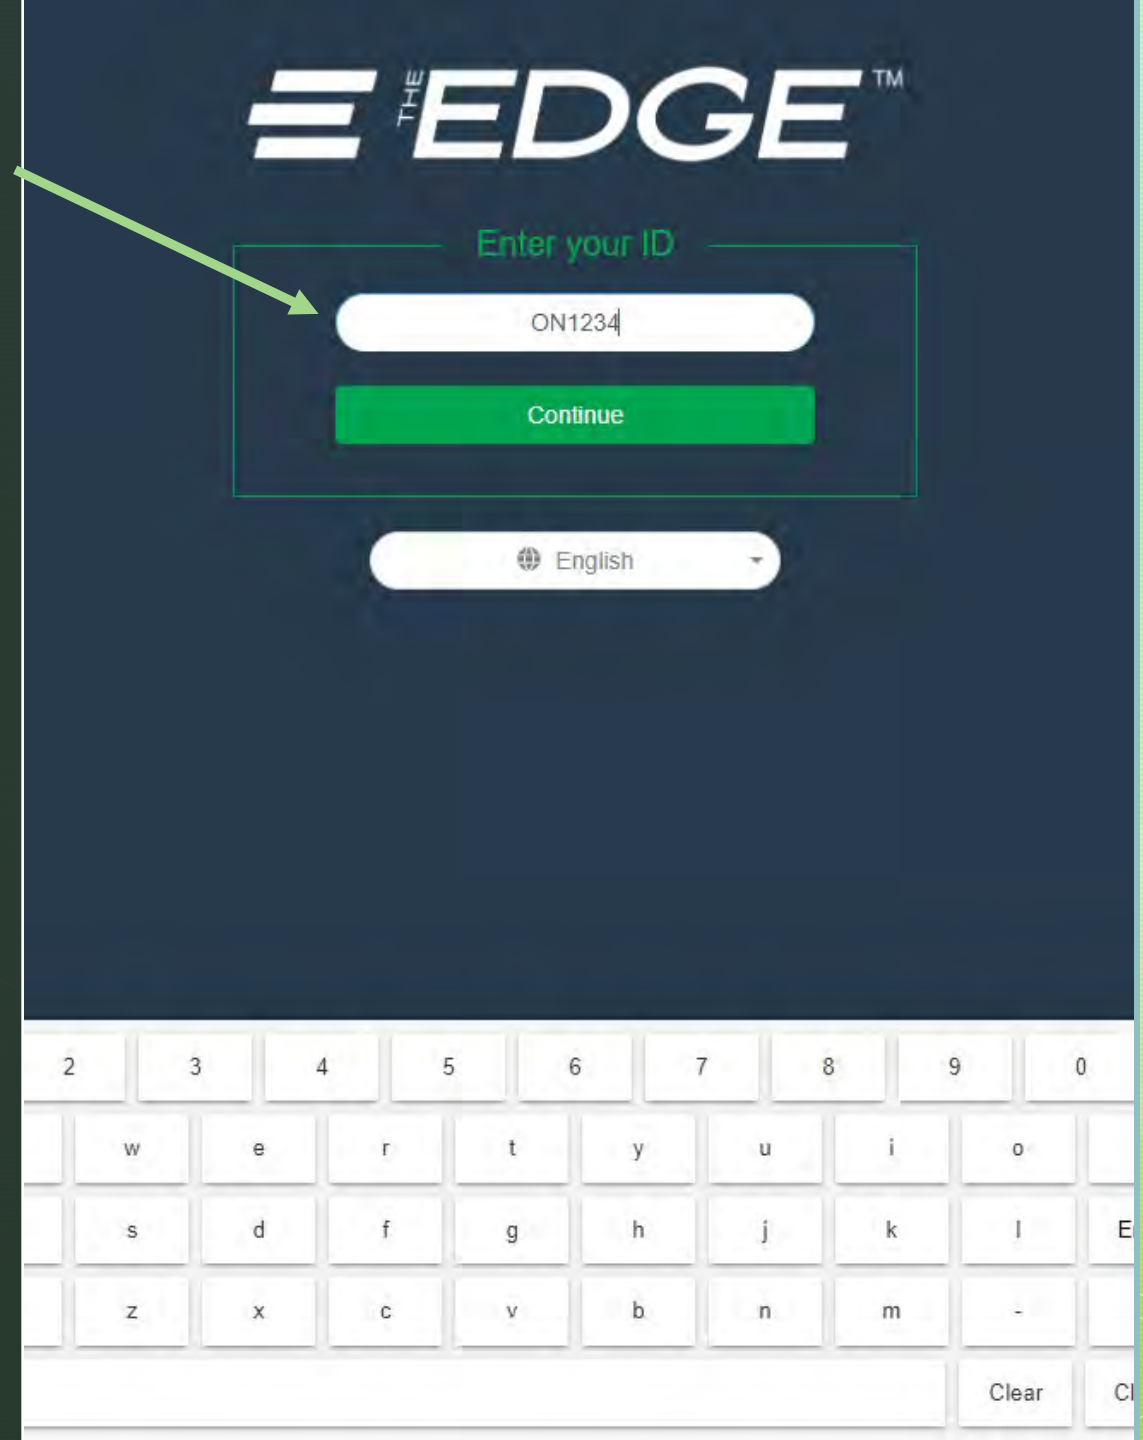 THE EDGE™
Enter your ID
ON1234
Continue
English
2 3 4 5 6 7 8 9 0
w e r t y u i o
s d f g h j k l
z x c v b n m -
Clear